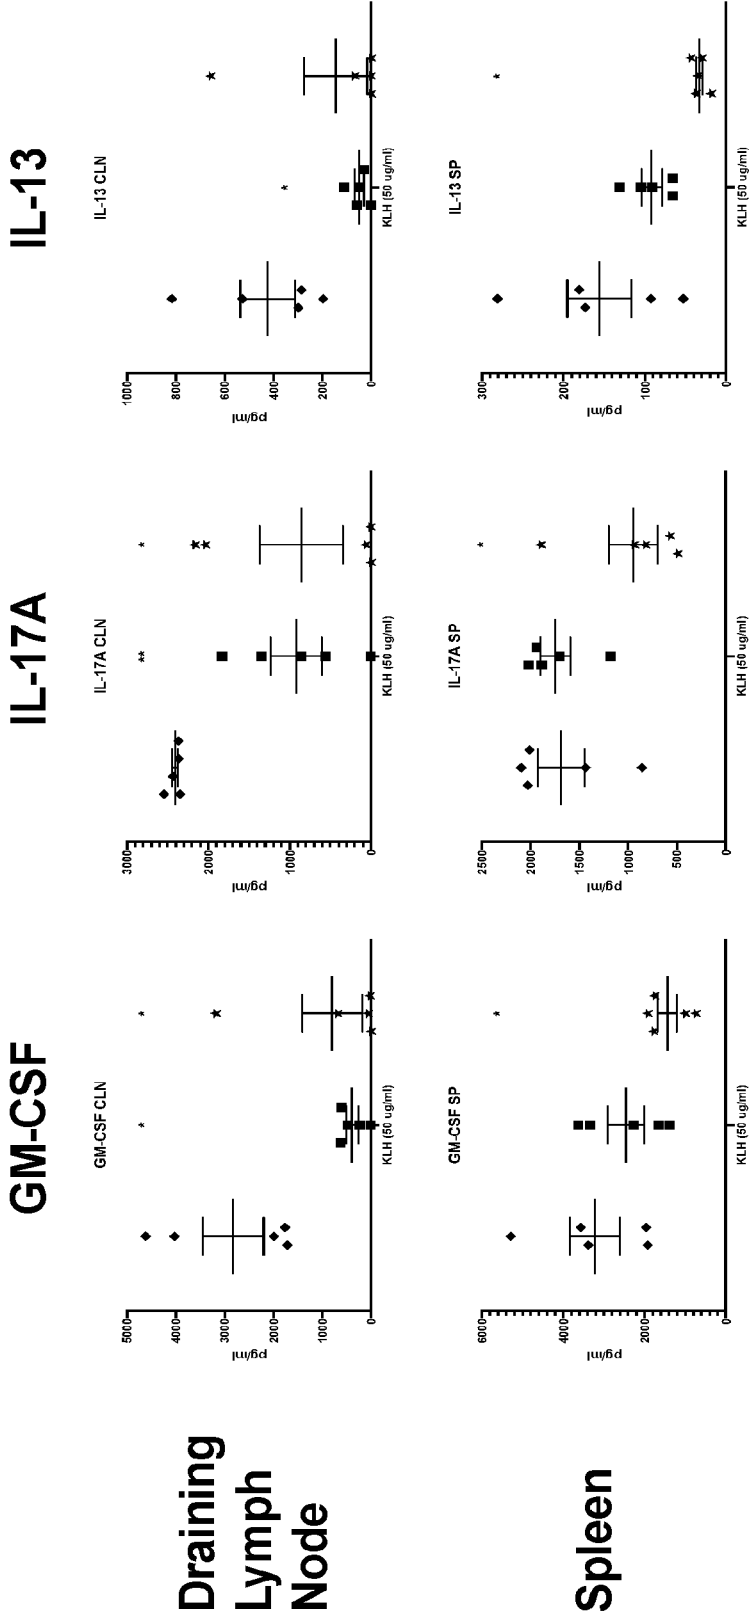 GM-CSF
IL-17A
IL-13
Draining
Lymph
Node
GM-CSF CLN
pg/ml
5000
4000
3000
2000
1000
0
*
*
KLH (50 ug/ml)
IL-17A CLN
pg/ml
3000
2000
1000
0
**
*
KLH (50 ug/ml)
IL-13 CLN
pg/ml
1000
800
600
400
200
0
*
KLH (50 ug/ml)
Spleen
GM-CSF SP
pg/ml
6000
4000
2000
0
*
KLH (50 ug/ml)
IL-17A SP
pg/ml
2500
2000
1500
1000
500
0
*
KLH (50 ug/ml)
IL-13 SP
pg/ml
300
200
100
0
*
KLH (50 ug/ml)